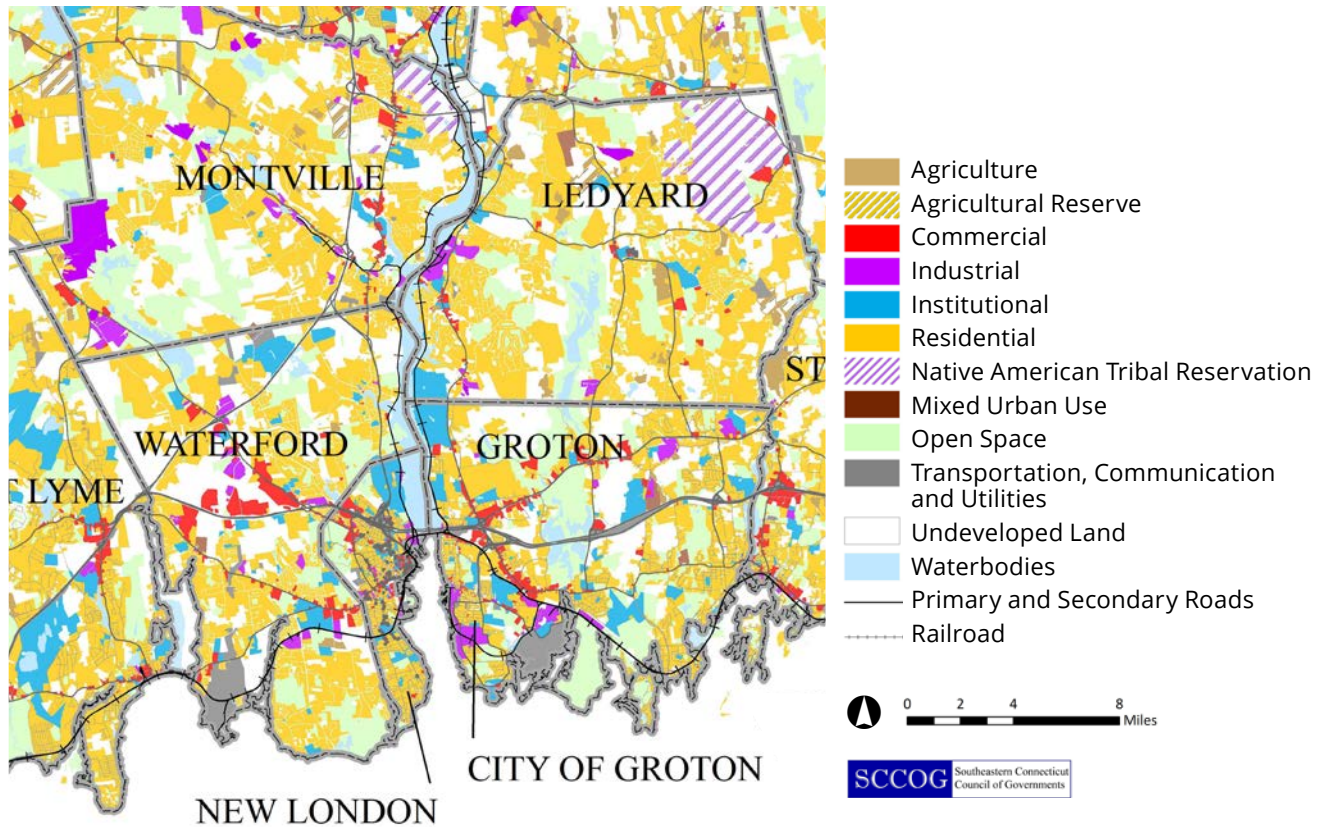 MONTVILLE
LEDYARD
ST
WATERFORD
GROTON
T LYME
CITY OF GROTON
NEW LONDON
Agriculture
Agricultural Reserve
Commercial
Industrial
Institutional
Residential
Native American Tribal Reservation
Mixed Urban Use
Open Space
Transportation, Communication
and Utilities
Undeveloped Land
Waterbodies
Primary and Secondary Roads
Railroad
0 2 4 8
Miles
SCCOG
Southeastern Connecticut
Council of Governments